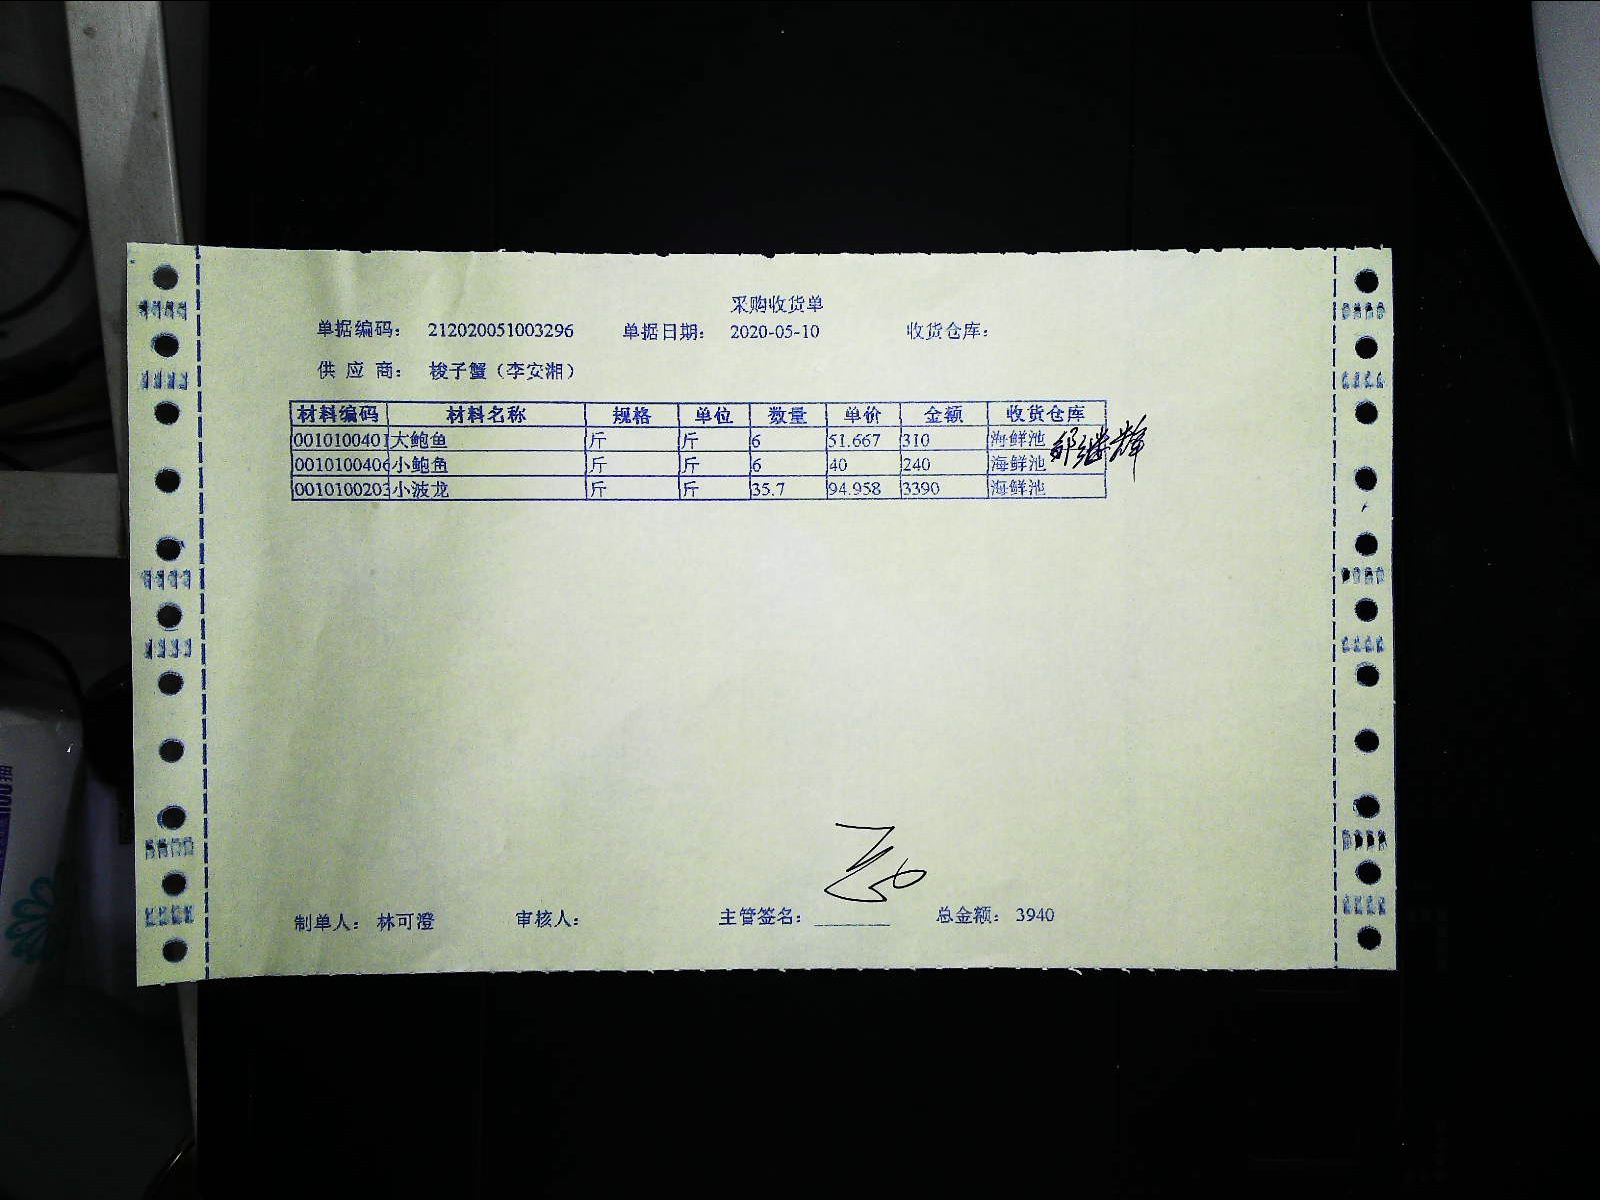 采购收货单
单据编码： 212020051003296 单据日期： 2020-05-10 收货仓库：
供 应 商： 梭子蟹（李安湘）
材料编码 材料名称 规格 单位 数量 单价 金额 收货仓库
0010100401 大鲍鱼 斤 斤 6 51.667 310 海鲜池
0010100406 小鲍鱼 斤 斤 6 40 240 海鲜池
0010100203 小波龙 斤 斤 35.7 94.958 3390 海鲜池
制单人： 林可澄 审核人： 主管签名： 总金额： 3940